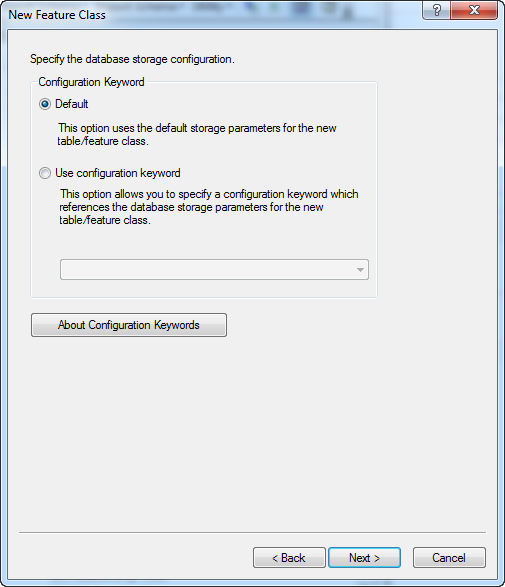 New Feature Class
?
Specify the database storage configuration.
Configuration Keyword
Default
This option uses the default storage parameters for the new
table/feature class.
Use configuration keyword
This option allows you to specify a configuration keyword which
references the database storage parameters for the new
table/feature class.
About Configuration Keywords
< Back
Next >
Cancel